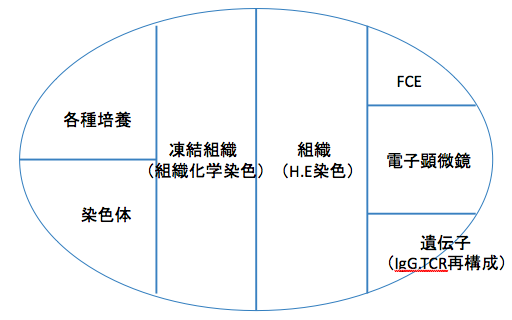 各種培養
染色体
凍結組織
（組織化学染色）
組織
（H.E染色）
FCE
電子顕微鏡
遺伝子
（IgG.TCR再構成）